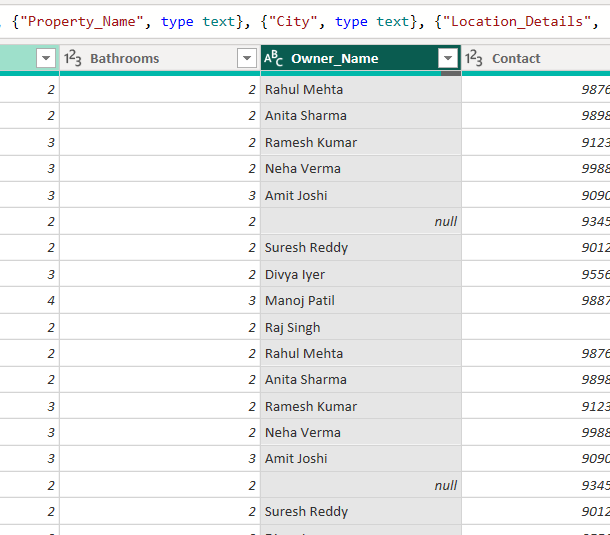 , {"Property_Name", type text}, {"City", type text}, {"Location_Details",
1²3 Bathrooms ABC Owner_Name 1²3 Contact
2 2 Rahul Mehta 9876
2 2 Anita Sharma 9898
3 2 Ramesh Kumar 9123
3 2 Neha Verma 9988
3 3 Amit Joshi 9090
2 2 null 9345
2 2 Suresh Reddy 9012
3 2 Divya Iyer 9556
4 3 Manoj Patil 9887
2 2 Raj Singh
2 2 Rahul Mehta 9876
2 2 Anita Sharma 9898
3 2 Ramesh Kumar 9123
3 2 Neha Verma 9988
3 3 Amit Joshi 9090
2 2 null 9345
2 2 Suresh Reddy 9012